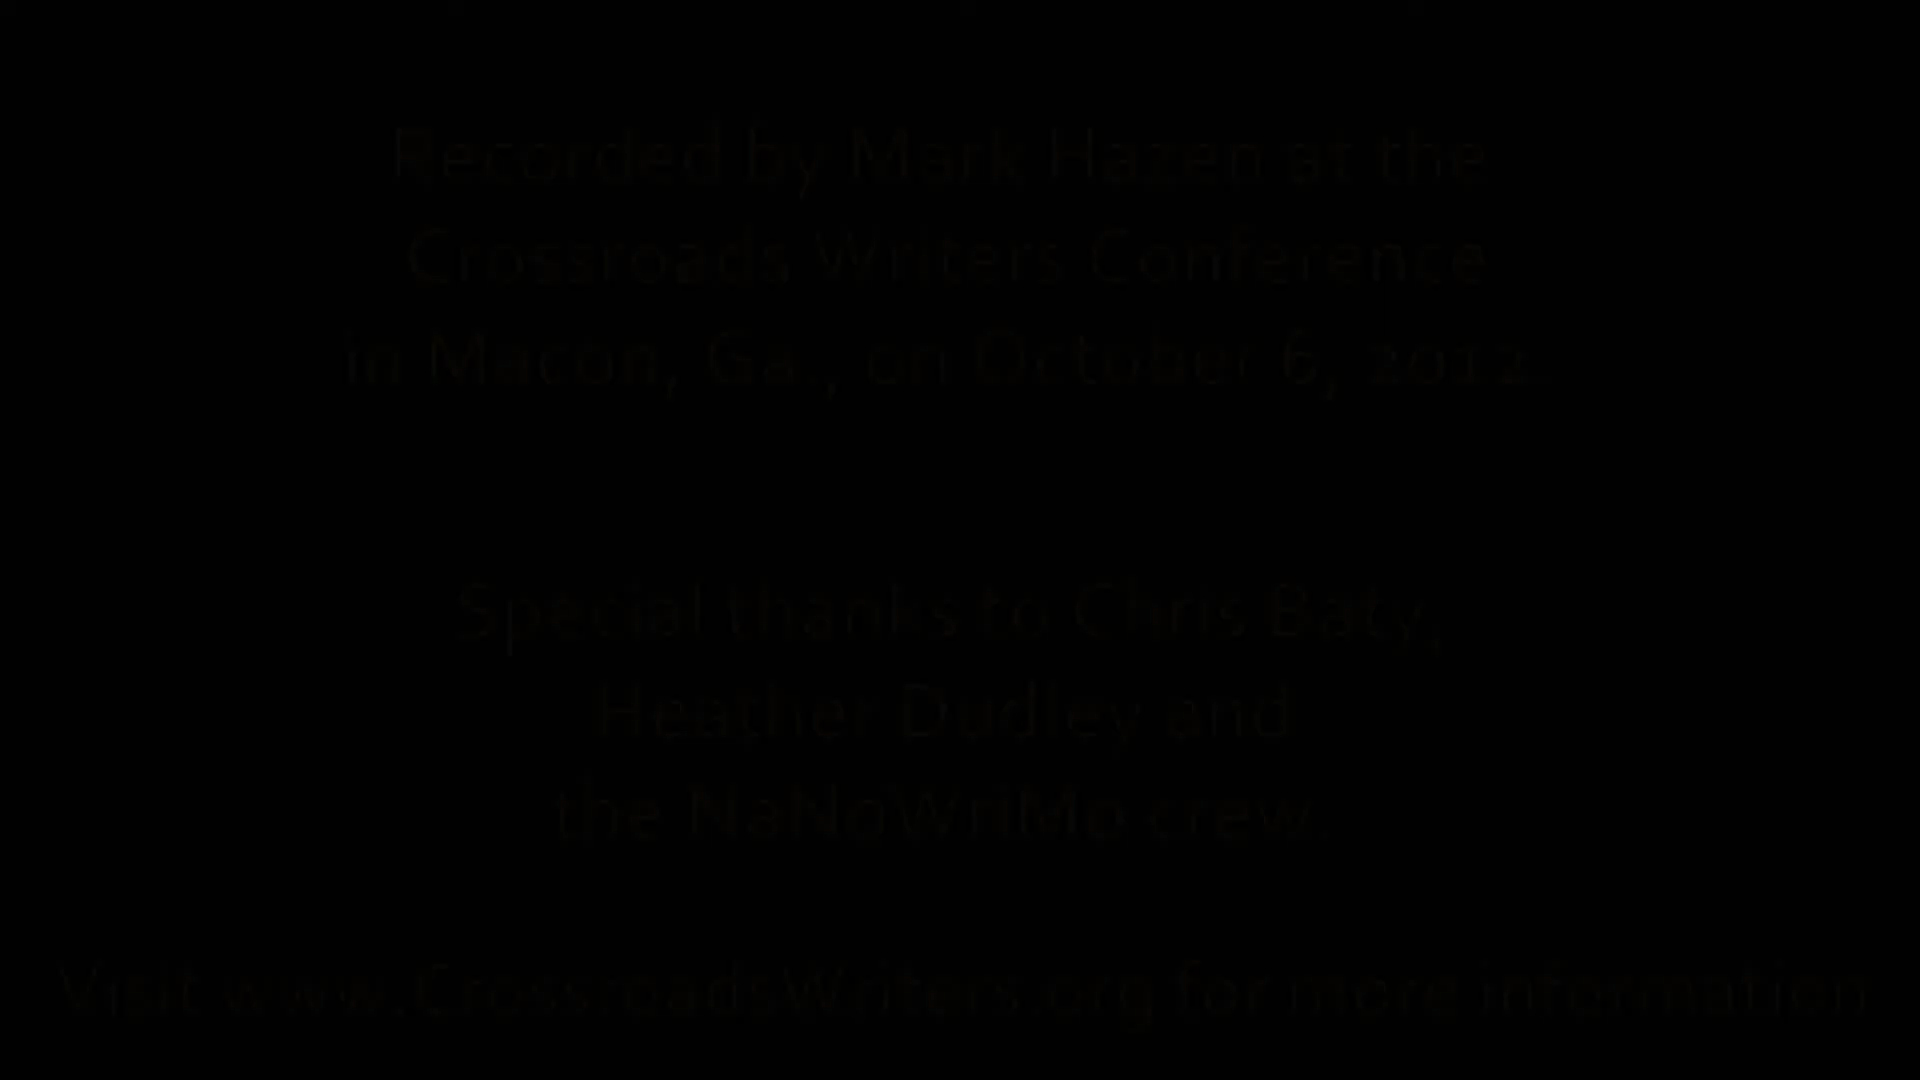 Recorded by Mark Hazen at the
Crossroads Writers Conference
in Macon, Ga., on October 6, 2012.
Special thanks to Chris Baty,
Heather Dudley and
the NaNoWriMo crew.
Visit www.CrossroadsWriters.org for more information